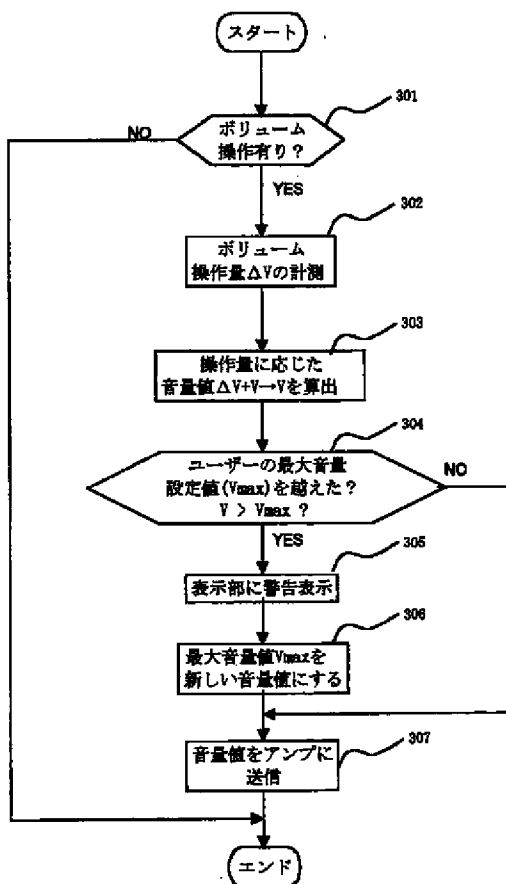 スタート
301
NO
ボリューム
操作有り？
YES
302
ボリューム
操作量ΔVの計測
303
操作量に応じた
音量値ΔV+V→Vを算出
304
ユーザーの最大音量
設定値(Vmax)を越えた？
V > Vmax ？
NO
YES
305
表示部に警告表示
306
最大音量値Vmaxを
新しい音量値にする
307
音量値をアンプに
送信
エンド